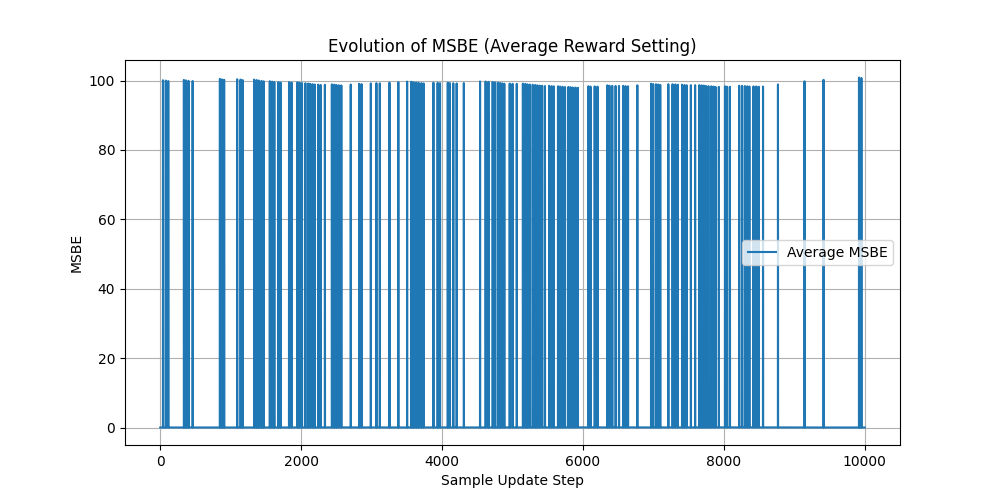 Evolution of MSBE (Average Reward Setting)
MSBE
100
80
60
40
20
0
Average MSBE
0 2000 4000 6000 8000 10000
Sample Update Step